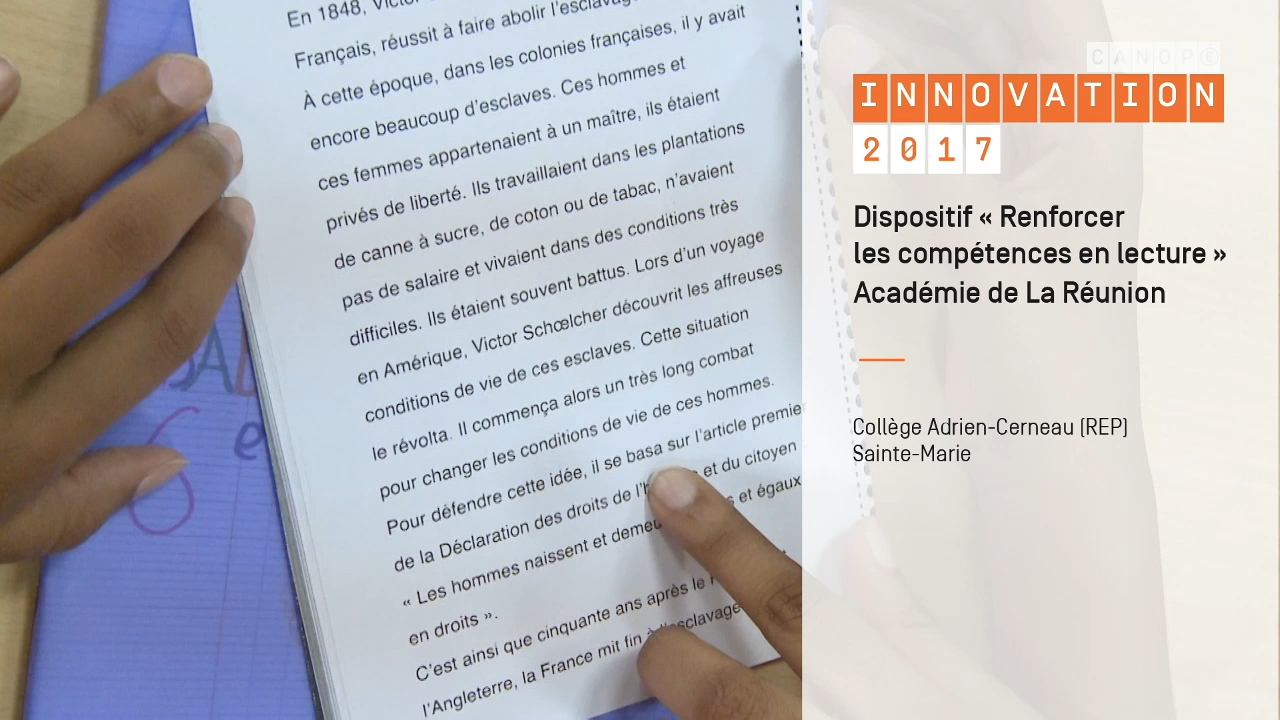 En 1848, Victor
Français, réussit à faire abolir l'esclavage
À cette époque, dans les colonies françaises, il y avait
encore beaucoup d'esclaves. Ces hommes et
ces femmes appartenaient à un maître, ils étaient
privés de liberté. Ils travaillaient dans les plantations
de canne à sucre, de coton ou de tabac, n'avaient
pas de salaire et vivaient dans des conditions très
difficiles. Ils étaient souvent battus. Lors d'un voyage
en Amérique, Victor Schœlcher découvrit les affreuses
conditions de vie de ces esclaves. Cette situation
le révolta. Il commença alors un très long combat
pour changer les conditions de vie de ces hommes.
Pour défendre cette idée, il se basa sur l'article premier
de la Déclaration des droits de et du citoyen
« Les hommes naissent et et égaux
en droits ».
C'est ainsi que cinquante ans après le
l'Angleterre, la France mit fin à l'esclavage
CANOPÉ
INNOVATION
2017
Dispositif « Renforcer
les compétences en lecture »
Académie de La Réunion
Collège Adrien-Cerneau (REP)
Sainte-Marie